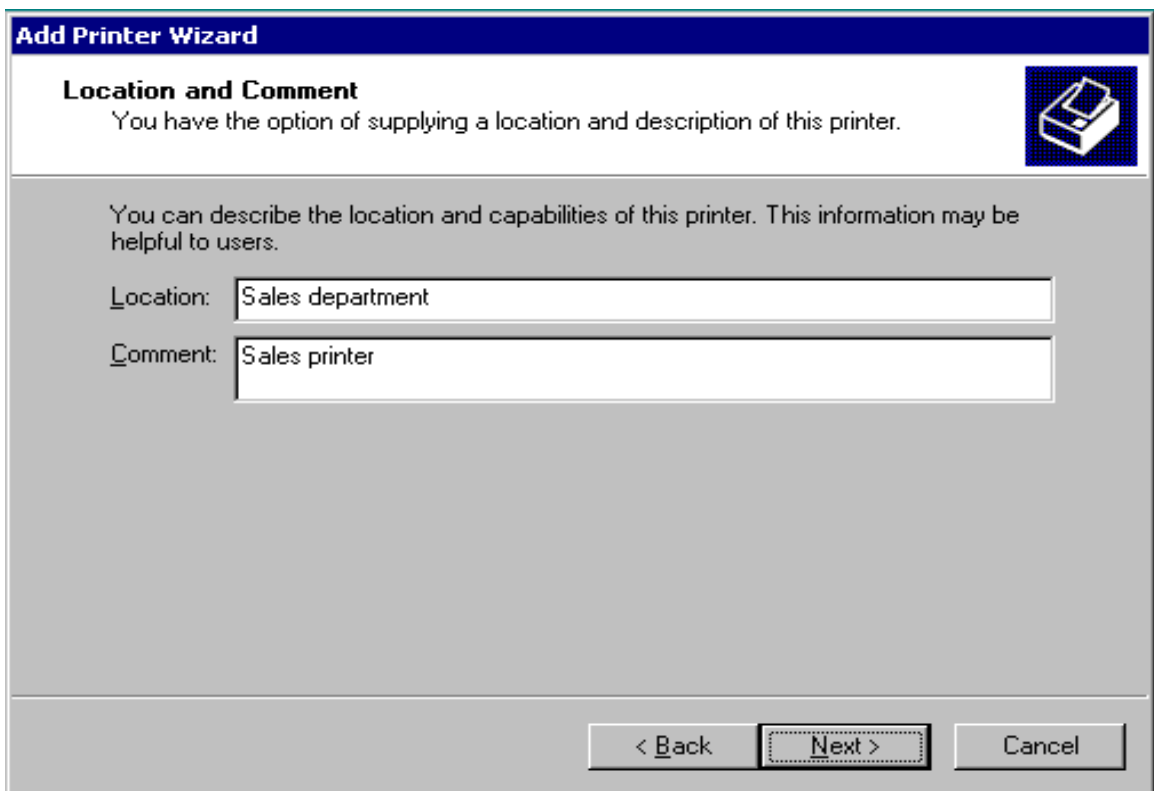 Add Printer Wizard
Location and Comment
You have the option of supplying a location and description of this printer.
You can describe the location and capabilities of this printer. This information may be
helpful to users.
Location: Sales department
Comment: Sales printer
< Back Next > Cancel